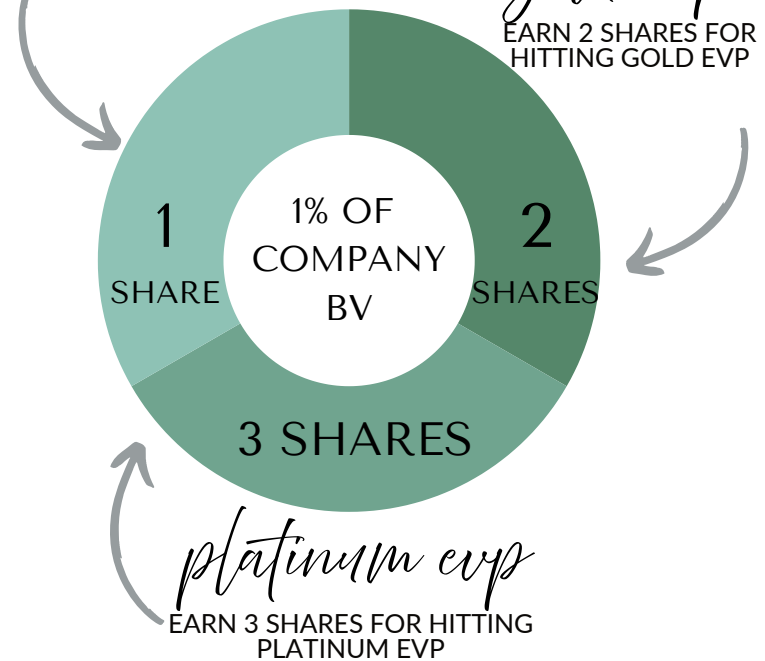 EARN 2 SHARES FOR
HITTING GOLD EVP
1
SHARE
1% OF
COMPANY
BV
2
SHARES
3 SHARES
platinum evp
EARN 3 SHARES FOR HITTING
PLATINUM EVP